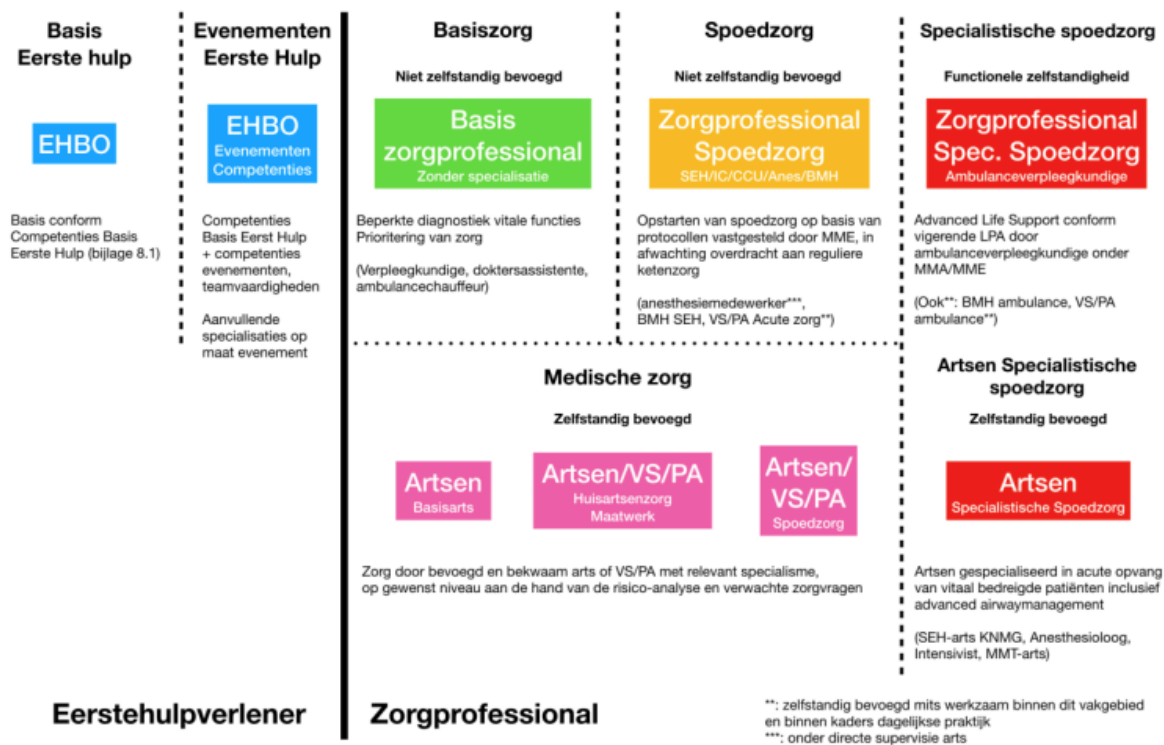 Basis
Eerste hulp
EHBO
Basis conform
Competenties Basis
Eerste Hulp (bijlage 8.1)
Evenementen
Eerste Hulp
EHBO
Evenementen
Competenties
Competenties
Basis Eerst Hulp
+ competenties
evenementen,
teamvaardigheden
Aanvullende
specialisaties op
maat evenement
Basiszorg
Niet zelfstandig bevoegd
Basis
zorgprofessional
Zonder specialisatie
Beperkte diagnostiek vitale functies
Prioritering van zorg
(Verpleegkundige, doktersassistente,
ambulancechauffeur)
Spoedzorg
Niet zelfstandig bevoegd
Zorgprofessional
Spoedzorg
SEH/IC/CCU/Anes/BMH
Opstarten van spoedzorg op basis van
protocollen vastgesteld door MME, in
afwachting overdracht aan reguliere
ketenzorg
(anesthesiemedewerker***,
BMH SEH, VS/PA Acute zorg**)
Specialistische spoedzorg
Functionele zelfstandigheid
Zorgprofessional
Spec. Spoedzorg
Ambulanceverpleegkundige
Advanced Life Support conform
vigerende LPA door
ambulanceverpleegkundige onder
MMA/MME
(Ook**: BMH ambulance, VS/PA
ambulance**)
Medische zorg
Zelfstandig bevoegd
Artsen
Basisarts
Artsen/VS/PA
Huisartsenzorg
Maatwerk
Artsen/
VS/PA
Spoedzorg
Zorg door bevoegd en bekwaam arts of VS/PA met relevant specialisme,
op gewenst niveau aan de hand van de risico-analyse en verwachte zorgvragen
Artsen Specialistische
spoedzorg
Zelfstandig bevoegd
Artsen
Specialistische Spoedzorg
Artsen gespecialiseerd in acute opvang
van vitaal bedreigde patiënten inclusief
advanced airwaymanagement
(SEH-arts KNMG, Anesthesioloog,
Intensivist, MMT-arts)
Eerstehulpverlener
Zorgprofessional
**: zelfstandig bevoegd mits werkzaam binnen dit vakgebied
en binnen kaders dagelijkse praktijk
***: onder directe supervisie arts